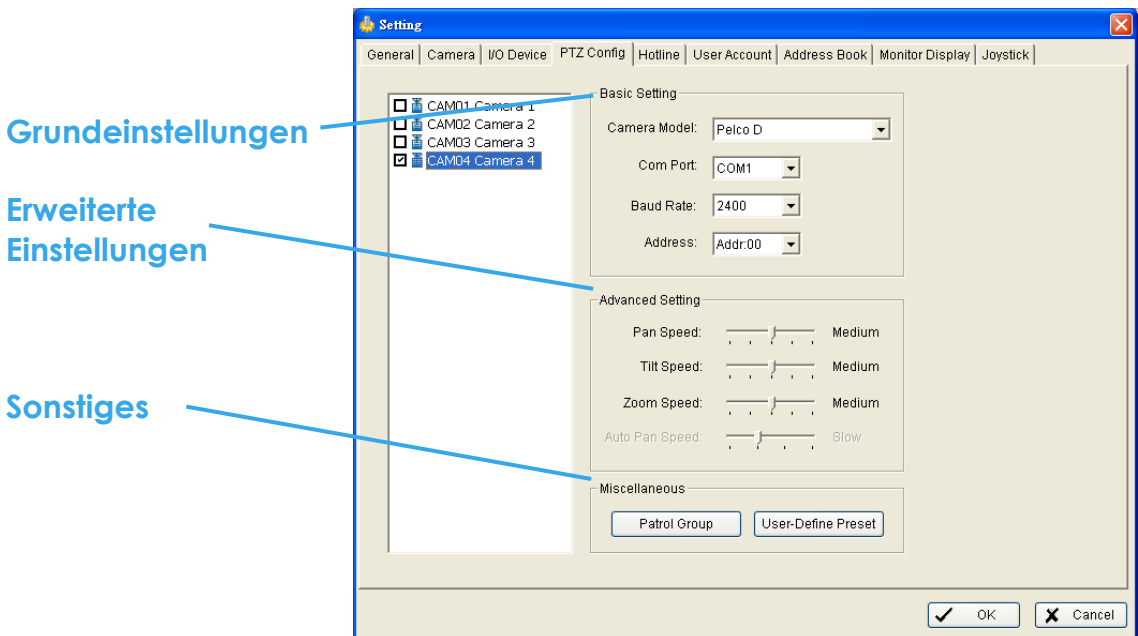 Setting
General Camera I/O Device PTZ Config Hotline User Account Address Book Monitor Display Joystick
Grundeinstellungen
Erweiterte
Einstellungen
Sonstiges
CAM01 Camera 1
CAM02 Camera 2
CAM03 Camera 3
CAM04 Camera 4
Basic Setting
Camera Model: Pelco D
Com Port: COM1
Baud Rate: 2400
Address: Addr:00
Advanced Setting
Pan Speed: Medium
Tilt Speed: Medium
Zoom Speed: Medium
Auto Pan Speed: Slow
Miscellaneous
Patrol Group User-Define Preset
OK Cancel